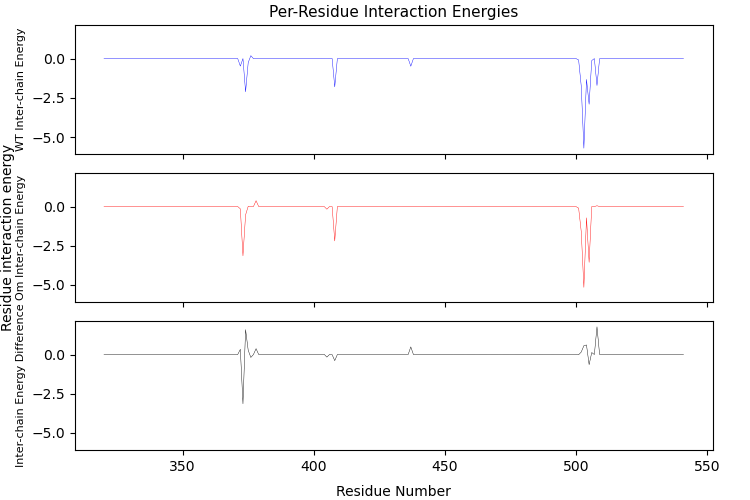 Per-Residue Interaction Energies
Residue interaction energy
WT Inter-chain Energy
0.0
−2.5
−5.0
Om Inter-chain Energy
0.0
−2.5
−5.0
Inter-chain Energy Difference
0.0
−2.5
−5.0
350
400
450
500
550
Residue Number